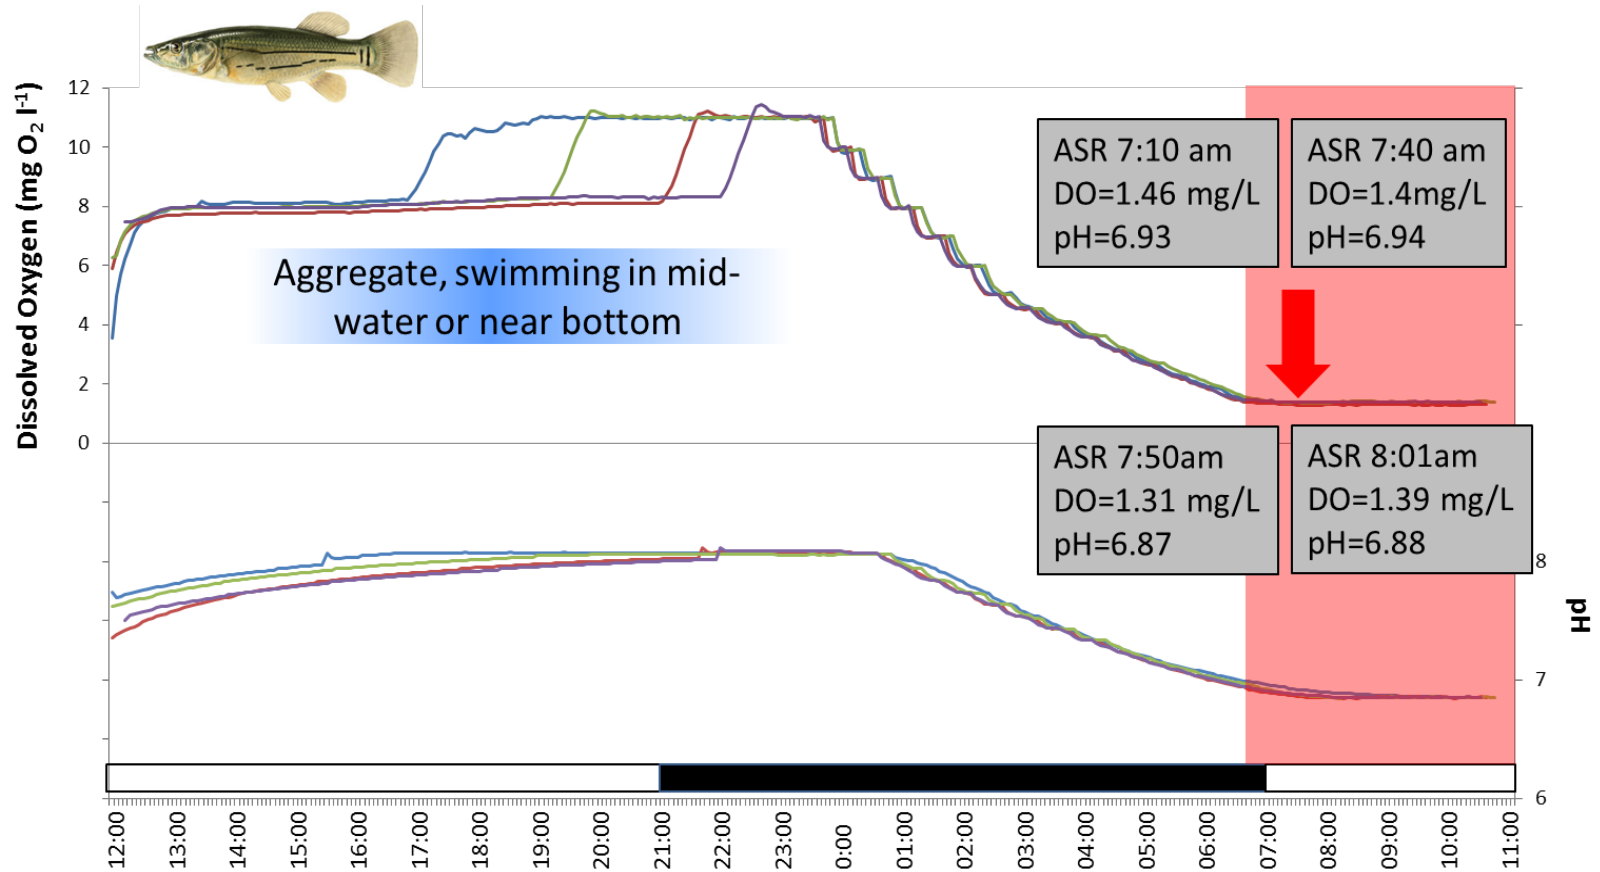 12
10
8
6
4
2
0
Dissolved Oxygen (mg O2 l-1)
Aggregate, swimming in mid-
water or near bottom
ASR 7:10 am
DO=1.46 mg/L
pH=6.93
ASR 7:40 am
DO=1.4mg/L
pH=6.94
ASR 7:50am
DO=1.31 mg/L
pH=6.87
ASR 8:01am
DO=1.39 mg/L
pH=6.88
8
7
6
pH
12:00
13:00
14:00
15:00
16:00
17:00
18:00
19:00
20:00
21:00
22:00
23:00
0:00
01:00
02:00
03:00
04:00
05:00
06:00
07:00
08:00
09:00
10:00
11:00